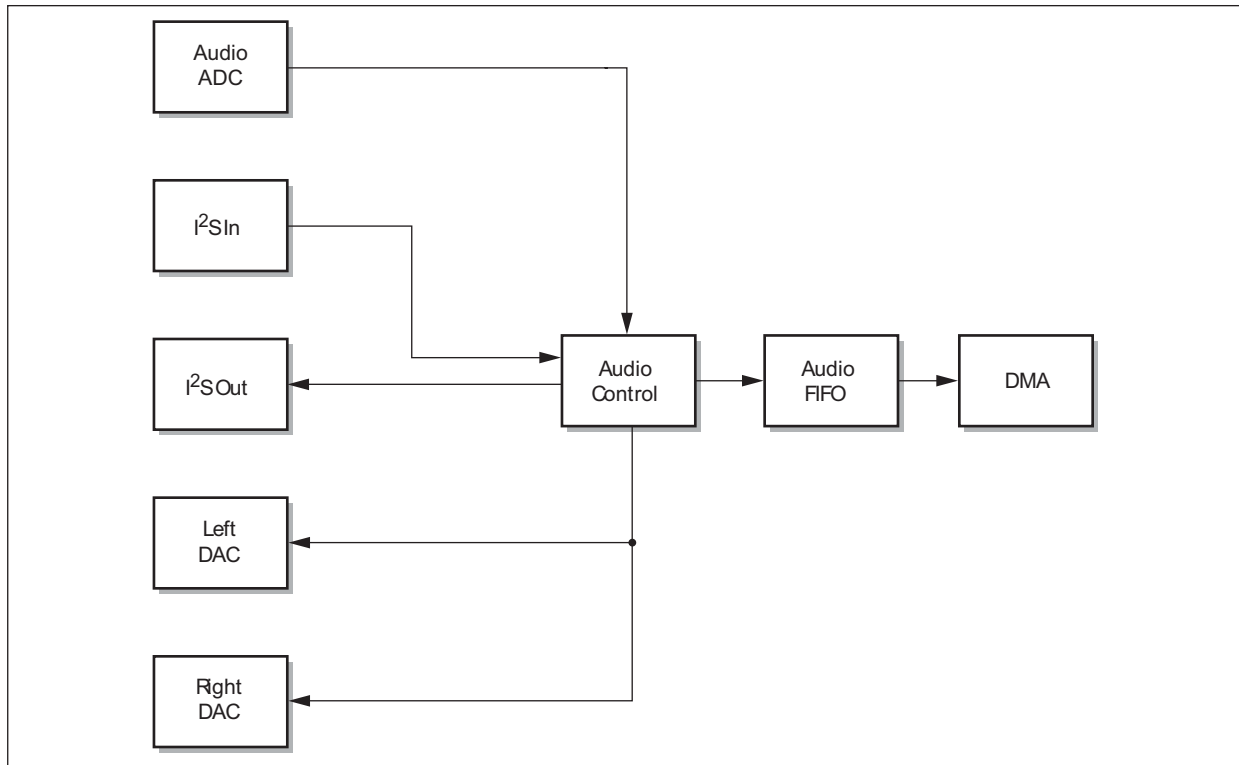 Audio
ADC
I²SIn
I²SOut
Audio
Control
Audio
FIFO
DMA
Left
DAC
Right
DAC